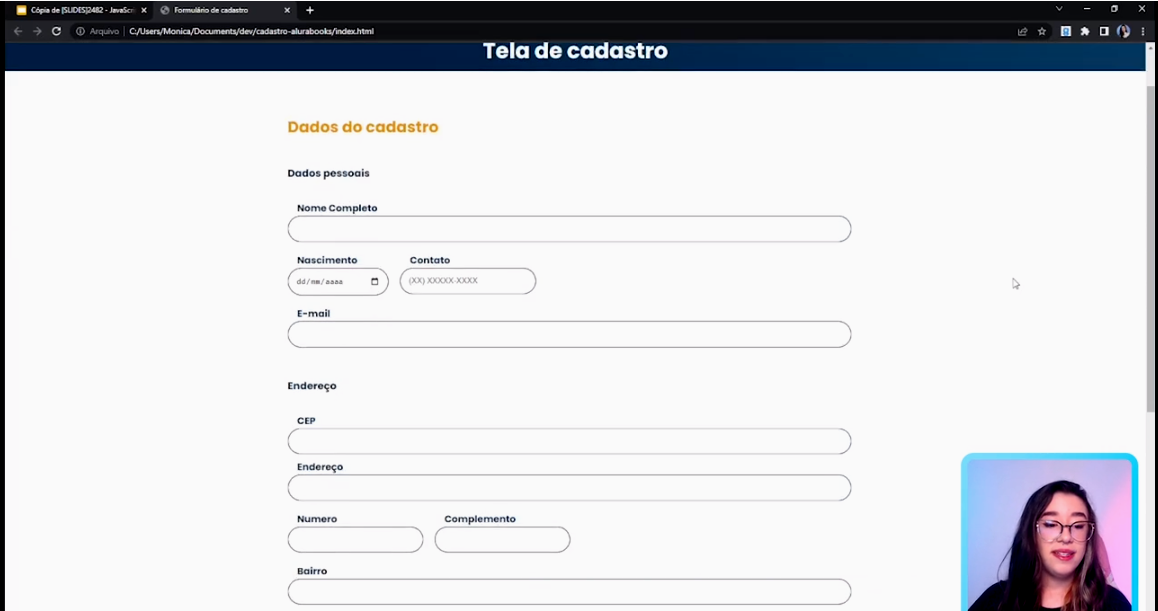 Cópia de [SLIDES]2482 - JavaScri
Formulário de cadastro
Arquivo
C:/Users/Monica/Documents/dev/cadastro-alurabooks/index.html
Tela de cadastro
Dados do cadastro
Dados pessoais
Nome Completo
Nascimento Contato
dd/mm/aaaa (XX) XXXXX-XXXX
E-mail
Endereço
CEP
Endereço
Numero Complemento
Bairro